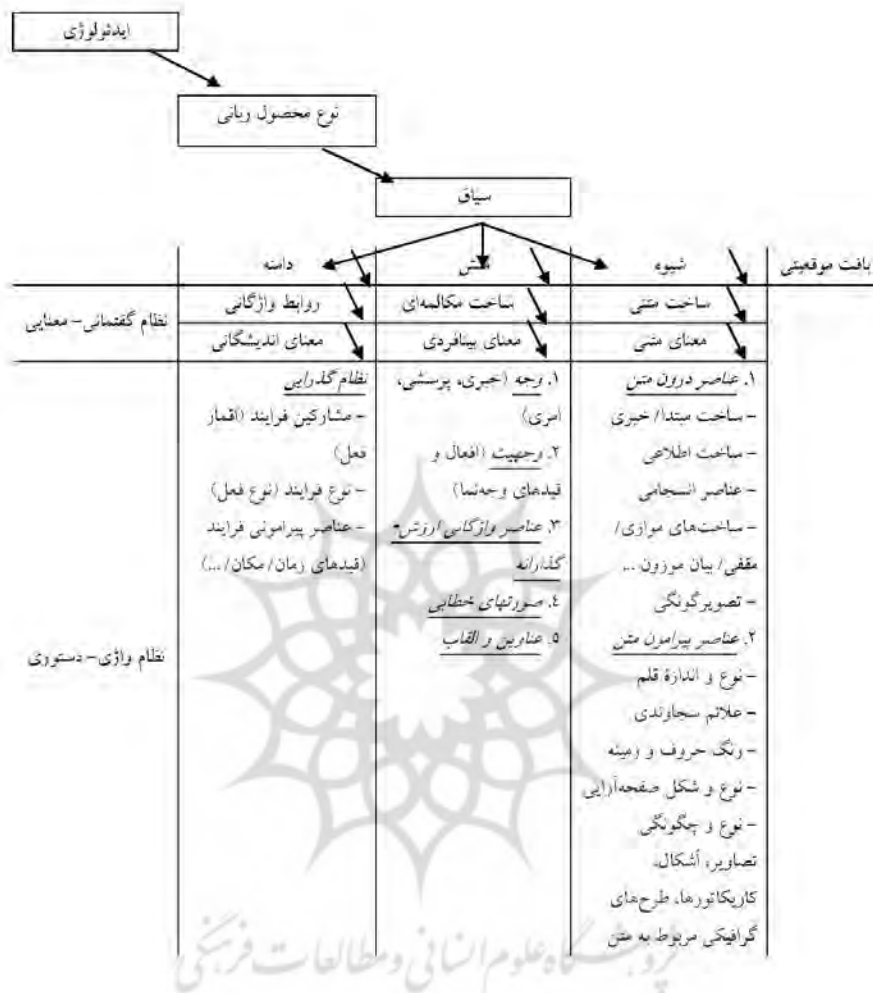 ایدئولوژی
نوع محصول زبانی
سیاق
بافت موقعیتی
شیوه
منش
دامنه
ساخت متنی
ساخت مکالمه‌ای
روابط واژگانی
نظام گفتمانی-معنایی
معنای متنی
معنای بینافردی
معنای اندیشگانی
۱. عناصر درون متن
- ساخت مبتدا/ خبری
- ساخت اطلاعی
- عناصر انسجامی
- ساخت‌های موازی/
مقفی/ بیان موزون ...
- تصویرگونگی
۲. عناصر پیرامون متن
- نوع و اندازۀ قلم
- علائم سجاوندی
- رنگ حروف و زمینه
- نوع و شکل صفحه‌آرایی
- نوع و چگونگی
تصاویر، أشکال،
کاریکاتورها، طرح‌های
گرافیکی مربوط به متن
۱. وجه (خبری، پرسشی،
امری)
۲. وجهیت (افعال و
قیدهای وجه‌نما)
۳. عناصر واژگانی ارزش-
گذارانه
٤. صورتهای خطابی
۵. عناوین و القاب
نظام گذرایی
- مشارکین فرایند (اقمار
فعل)
- نوع فرایند (نوع فعل)
- عناصر پیرامونی فرایند
(قیدهای زمان/ مکان/ ...)
نظام واژی-دستوری
پژوهشگاه علوم انسانی و مطالعات فرهنگی